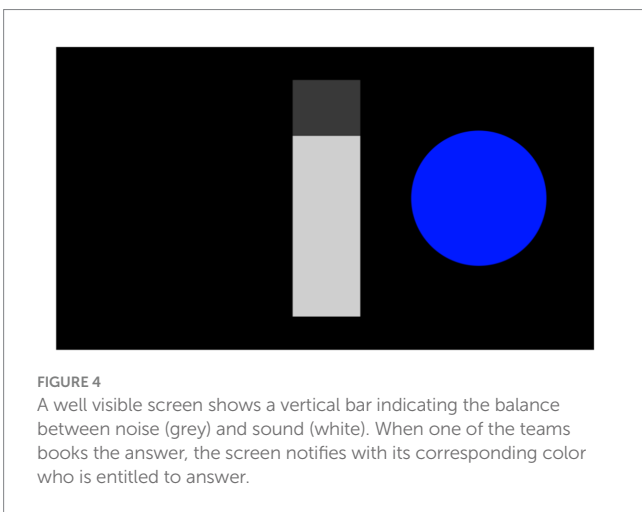 FIGURE 4
A well visible screen shows a vertical bar indicating the balance
between noise (grey) and sound (white). When one of the teams
books the answer, the screen notifies with its corresponding color
who is entitled to answer.